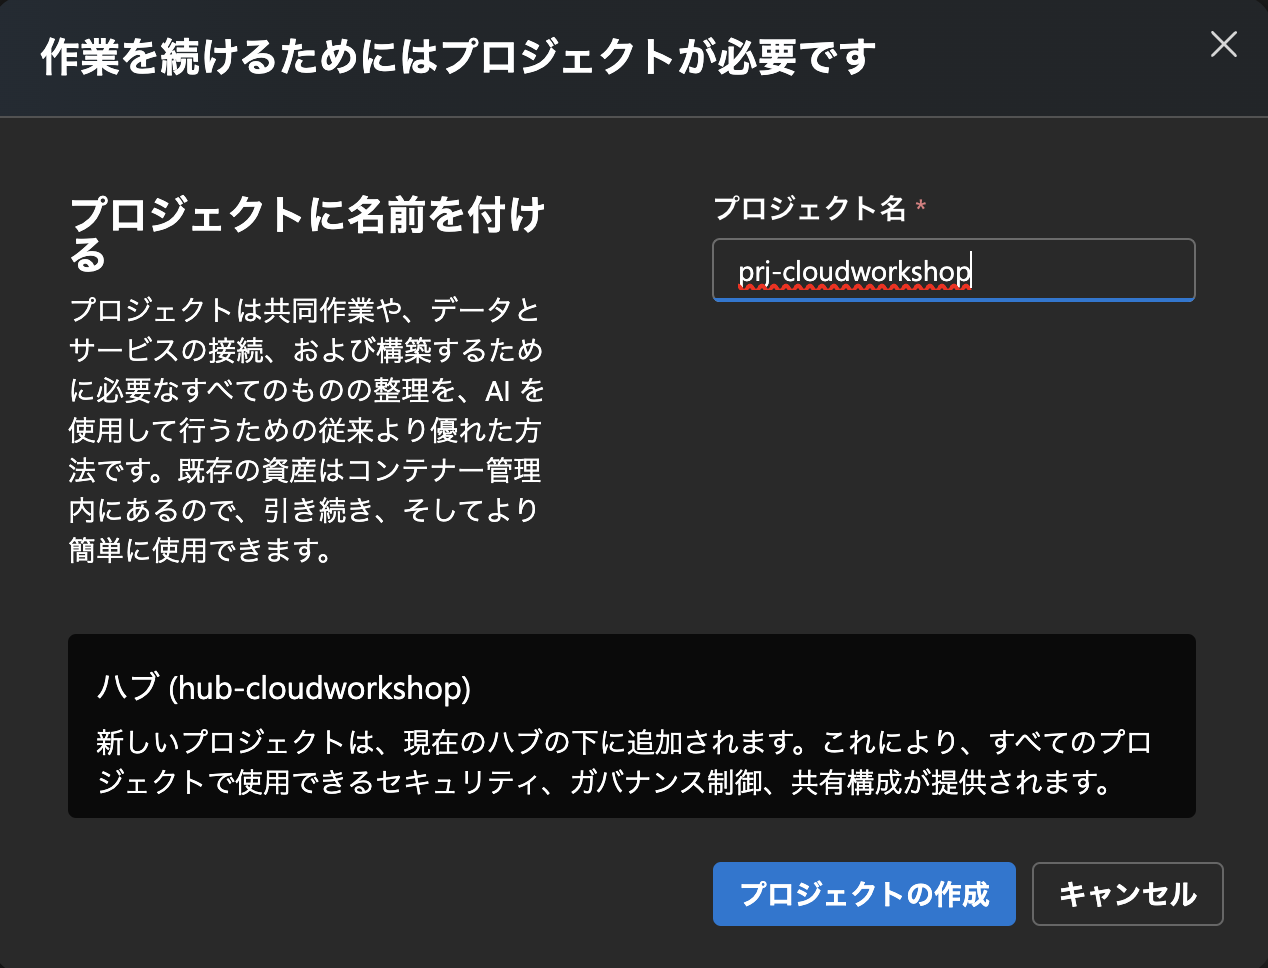 作業を続けるためにはプロジェクトが必要です
プロジェクトに名前を付け
る
プロジェクトは共同作業や、データと
サービスの接続、および構築するため
に必要なすべてのものの整理を、AI を
使用して行うための従来より優れた方
法です。既存の資産はコンテナー管理
内にあるので、引き続き、そしてより
簡単に使用できます。
プロジェクト名 *
prj-cloudworkshop
ハブ (hub-cloudworkshop)
新しいプロジェクトは、現在のハブの下に追加されます。これにより、すべてのプロ
ジェクトで使用できるセキュリティ、ガバナンス制御、共有構成が提供されます。
プロジェクトの作成
キャンセル